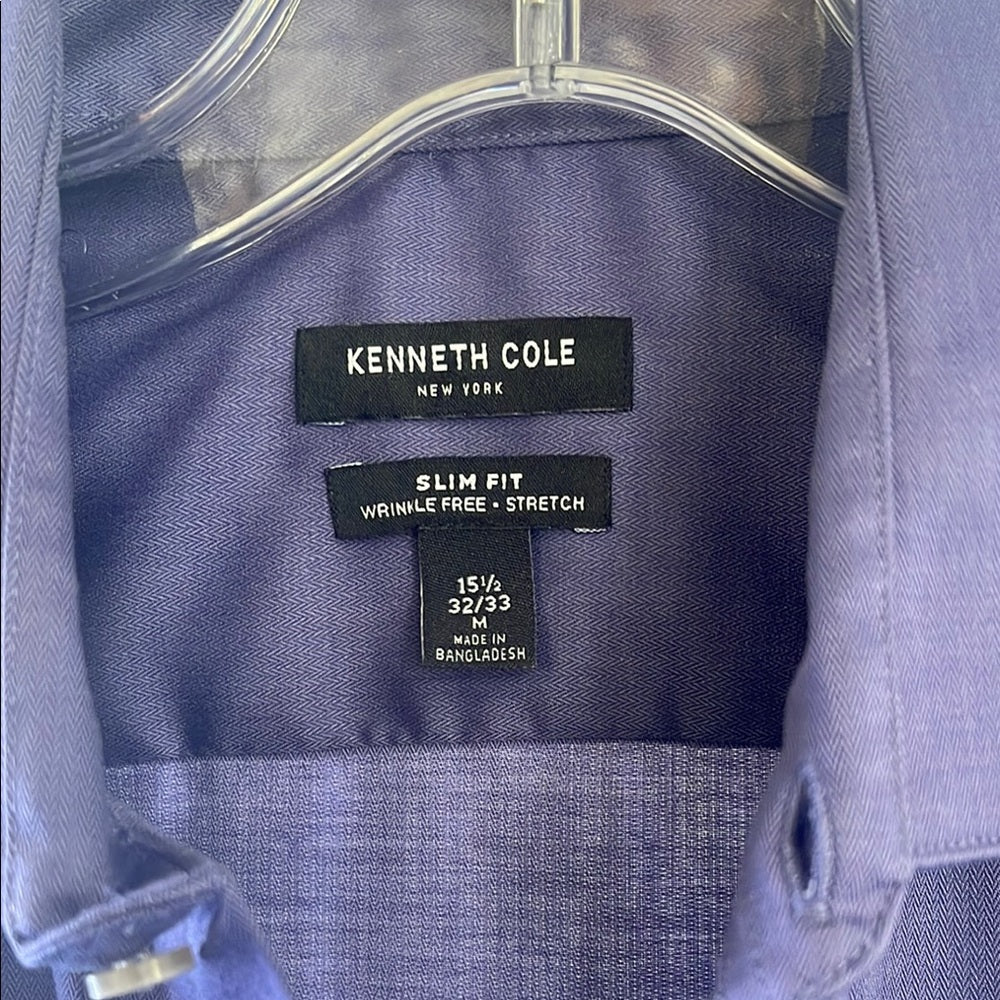 KENNETH COLE
NEW YORK
SLIM FIT
WRINKLE FREE • STRETCH
15½
32/33
M
MADE IN
BANGLADESH